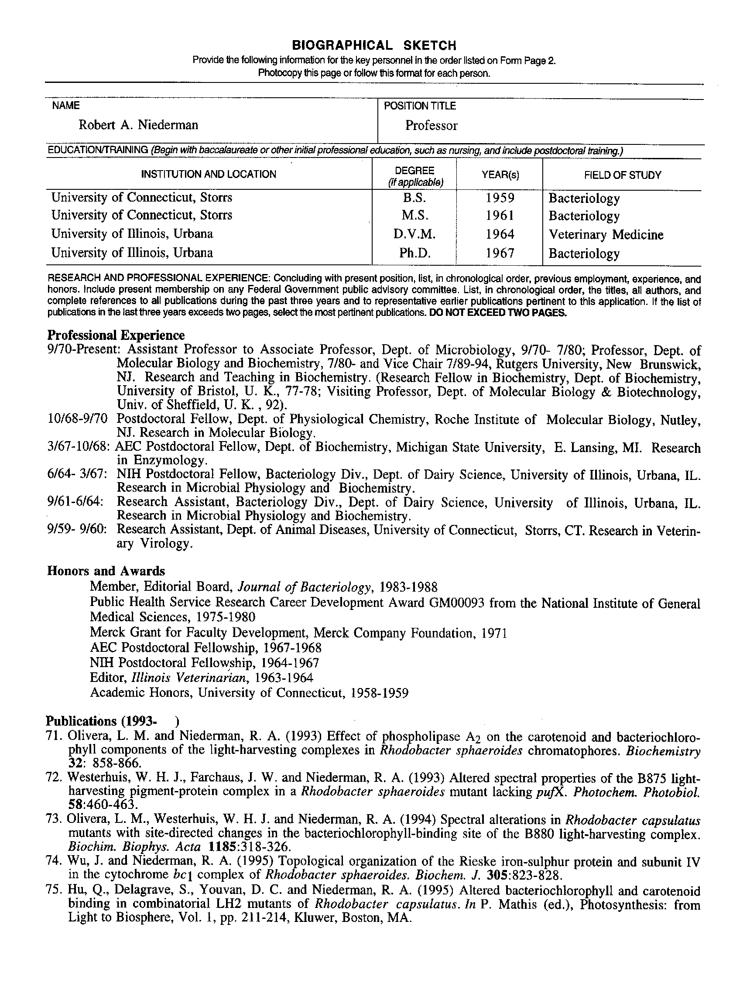 BIOGRAPHICAL SKETCH
Provide the following information for the key personnel in the order listed on Form Page 2.
Photocopy this page or follow this format for each person.
NAME
POSITION TITLE
Robert A. Niederman
Professor
EDUCATION/TRAINING (Begin with baccalaureate or other initial professional education, such as nursing, and include postdoctoral training.)
INSTITUTION AND LOCATION
DEGREE
(if applicable)
YEAR(s)
FIELD OF STUDY
University of Connecticut, Storrs B.S. 1959 Bacteriology
University of Connecticut, Storrs M.S. 1961 Bacteriology
University of Illinois, Urbana D.V.M. 1964 Veterinary Medicine
University of Illinois, Urbana Ph.D. 1967 Bacteriology
RESEARCH AND PROFESSIONAL EXPERIENCE: Concluding with present position, list, in chronological order, previous employment, experience, and
honors. Include present membership on any Federal Government public advisory committee. List, in chronological order, the titles, all authors, and
complete references to all publications during the past three years and to representative earlier publications pertinent to this application. If the list of
publications in the last three years exceeds two pages, select the most pertinent publications. DO NOT EXCEED TWO PAGES.
Professional Experience
9/70-Present: Assistant Professor to Associate Professor, Dept. of Microbiology, 9/70- 7/80; Professor, Dept. of
Molecular Biology and Biochemistry, 7/80- and Vice Chair 7/89-94, Rutgers University, New Brunswick,
NJ. Research and Teaching in Biochemistry. (Research Fellow in Biochemistry, Dept. of Biochemistry,
University of Bristol, U. K., 77-78; Visiting Professor, Dept. of Molecular Biology & Biotechnology,
Univ. of Sheffield, U. K. , 92).
10/68-9/70 Postdoctoral Fellow, Dept. of Physiological Chemistry, Roche Institute of Molecular Biology, Nutley,
NJ. Research in Molecular Biology.
3/67-10/68: AEC Postdoctoral Fellow, Dept. of Biochemistry, Michigan State University, E. Lansing, MI. Research
in Enzymology.
6/64- 3/67: NIH Postdoctoral Fellow, Bacteriology Div., Dept. of Dairy Science, University of Illinois, Urbana, IL.
Research in Microbial Physiology and Biochemistry.
9/61-6/64: Research Assistant, Bacteriology Div., Dept. of Dairy Science, University of Illinois, Urbana, IL.
Research in Microbial Physiology and Biochemistry.
9/59- 9/60: Research Assistant, Dept. of Animal Diseases, University of Connecticut, Storrs, CT. Research in Veterin-
ary Virology.
Honors and Awards
Member, Editorial Board, Journal of Bacteriology, 1983-1988
Public Health Service Research Career Development Award GM00093 from the National Institute of General
Medical Sciences, 1975-1980
Merck Grant for Faculty Development, Merck Company Foundation, 1971
AEC Postdoctoral Fellowship, 1967-1968
NIH Postdoctoral Fellowship, 1964-1967
Editor, Illinois Veterinarian, 1963-1964
Academic Honors, University of Connecticut, 1958-1959
Publications (1993- )
71. Olivera, L. M. and Niederman, R. A. (1993) Effect of phospholipase A2 on the carotenoid and bacteriochloro-
phyll components of the light-harvesting complexes in Rhodobacter sphaeroides chromatophores. Biochemistry
32: 858-866.
72. Westerhuis, W. H. J., Farchaus, J. W. and Niederman, R. A. (1993) Altered spectral properties of the B875 light-
harvesting pigment-protein complex in a Rhodobacter sphaeroides mutant lacking pufX. Photochem. Photobiol.
58:460-463.
73. Olivera, L. M., Westerhuis, W. H. J. and Niederman, R. A. (1994) Spectral alterations in Rhodobacter capsulatus
mutants with site-directed changes in the bacteriochlorophyll-binding site of the B880 light-harvesting complex.
Biochim. Biophys. Acta 1185:318-326.
74. Wu, J. and Niederman, R. A. (1995) Topological organization of the Rieske iron-sulphur protein and subunit IV
in the cytochrome bc1 complex of Rhodobacter sphaeroides. Biochem. J. 305:823-828.
75. Hu, Q., Delagrave, S., Youvan, D. C. and Niederman, R. A. (1995) Altered bacteriochlorophyll and carotenoid
binding in combinatorial LH2 mutants of Rhodobacter capsulatus. In P. Mathis (ed.), Photosynthesis: from
Light to Biosphere, Vol. 1, pp. 211-214, Kluwer, Boston, MA.